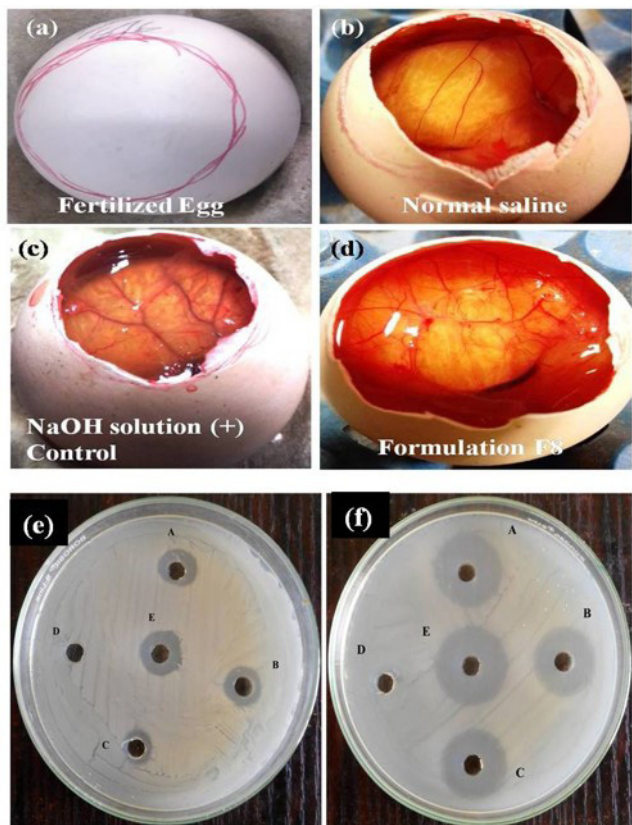 (a)
Fertilized Egg
(b)
Normal saline
(c)
NaOH solution (+)
Control
(d)
Formulation F8
(e)
A
E
D
B
C
(f)
A
B
E
D
C